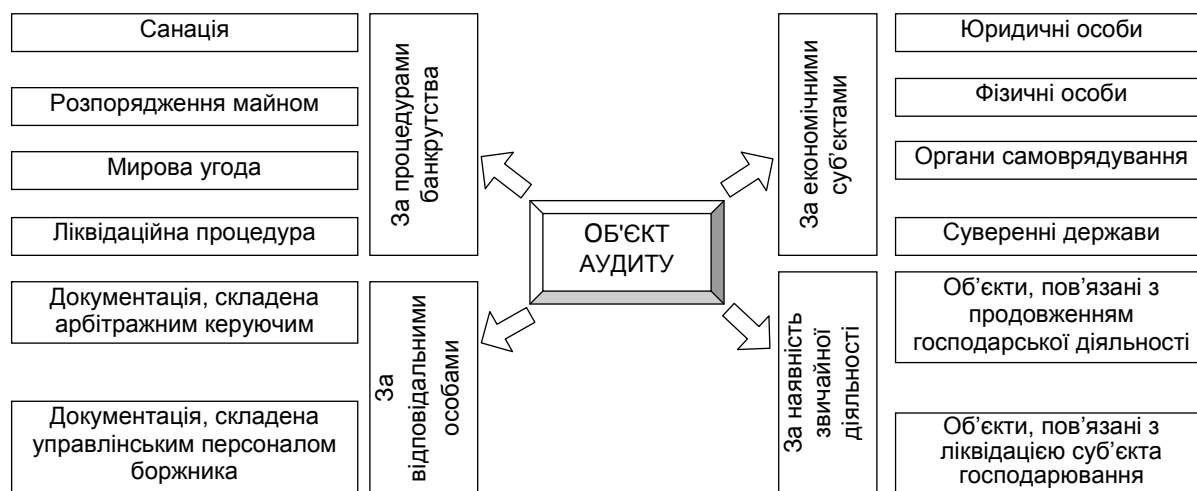 Санація
Розпорядження майном
Мирова угода
Ліквідаційна процедура
За процедурами
банкрутства
Документація, складена
арбітражним керуючим
Документація, складена
управлінським персоналом
боржника
За
відповідальними
особами
ОБ'ЄКТ
АУДИТУ
За економічними
суб’єктами
Юридичні особи
Фізичні особи
Органи самоврядування
Суверенні держави
За наявність
звичайної
діяльності
Об’єкти, пов’язані з
продовженням
господарської діяльності
Об’єкти, пов’язані з
ліквідацією суб’єкта
господарювання